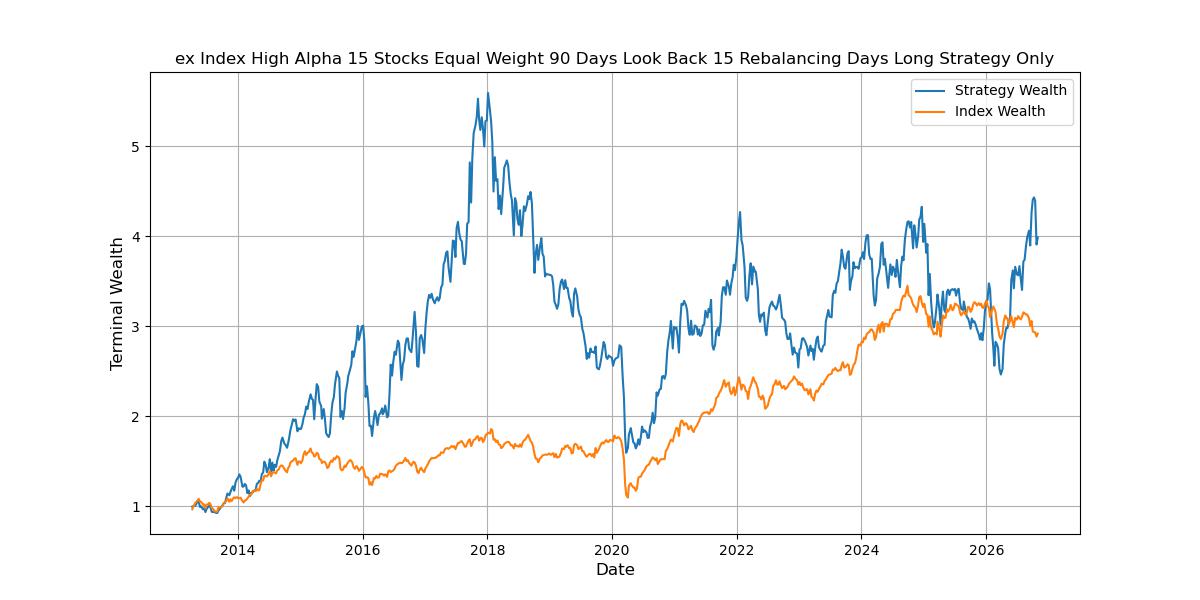 ex Index High Alpha 15 Stocks Equal Weight 90 Days Look Back 15 Rebalancing Days Long Strategy Only
Strategy Wealth
Index Wealth
Terminal Wealth
5
4
3
2
1
2014 2016 2018 2020 2022 2024 2026
Date